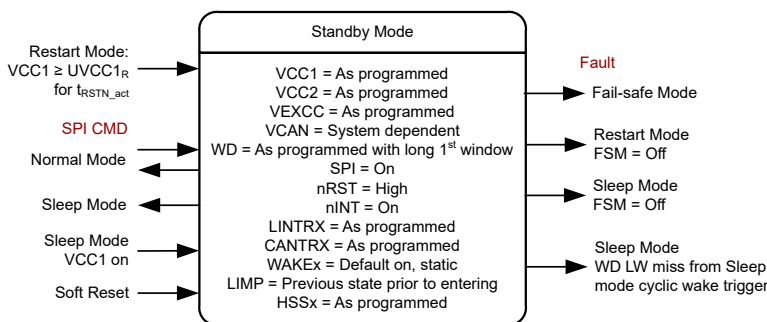 Standby Mode
Restart Mode:
VCC1 ≥ UVCC1R
for tRSTN_act
SPI CMD
Normal Mode
Sleep Mode
Sleep Mode
VCC1 on
Soft Reset
VCC1 = As programmed
VCC2 = As programmed
VEXCC = As programmed
VCAN = System dependent
WD = As programmed with long 1st window
SPI = On
nRST = High
nINT = On
LINTRX = As programmed
CANTRX = As programmed
WAKEx = Default on, static
LIMP = Previous state prior to entering
HSSx = As programmed
Fault
Fail-safe Mode
Restart Mode
FSM = Off
Sleep Mode
FSM = Off
Sleep Mode
WD LW miss from Sleep
mode cyclic wake trigger